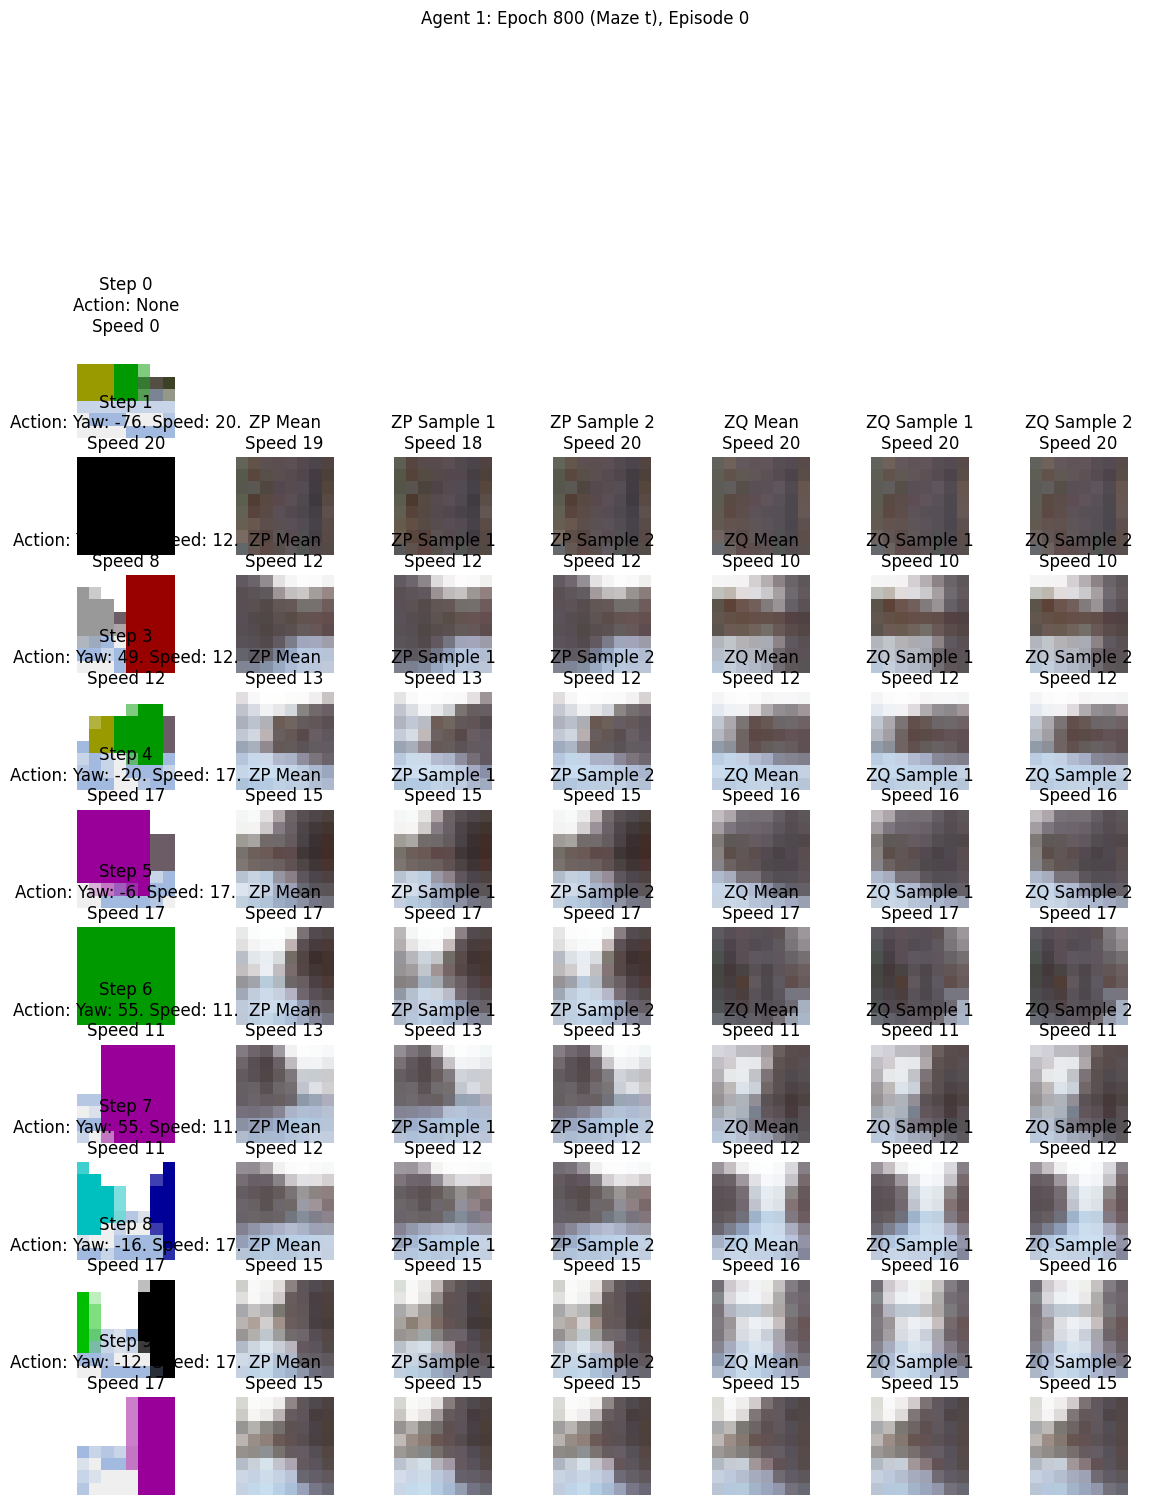 Agent 1: Epoch 800 (Maze t), Episode 0
Step 0
Action: None
Speed 0
Step 1
Action: Yaw: -76. Speed: 20.
Speed 20
ZP Mean
Speed 19
ZP Sample 1
Speed 18
ZP Sample 2
Speed 20
ZQ Mean
Speed 20
ZQ Sample 1
Speed 20
ZQ Sample 2
Speed 20
Action: 12.
Speed 8
ZP Mean
Speed 12
ZP Sample 1
Speed 12
ZP Sample 2
Speed 12
ZQ Mean
Speed 10
ZQ Sample 1
Speed 10
ZQ Sample 2
Speed 10
Step 3
Action: Yaw: 49. Speed: 12.
Speed 12
ZP Mean
Speed 13
ZP Sample 1
Speed 13
ZP Sample 2
Speed 12
ZQ Mean
Speed 12
ZQ Sample 1
Speed 12
ZQ Sample 2
Speed 12
Step 4
Action: Yaw: -20. Speed: 17.
Speed 17
ZP Mean
Speed 15
ZP Sample 1
Speed 15
ZP Sample 2
Speed 15
ZQ Mean
Speed 16
ZQ Sample 1
Speed 16
ZQ Sample 2
Speed 16
Step 5
Action: Yaw: -6. Speed: 17.
Speed 17
ZP Mean
Speed 17
ZP Sample 1
Speed 17
ZP Sample 2
Speed 17
ZQ Mean
Speed 17
ZQ Sample 1
Speed 17
ZQ Sample 2
Speed 17
Step 6
Action: Yaw: 55. Speed: 11.
Speed 11
ZP Mean
Speed 13
ZP Sample 1
Speed 13
ZP Sample 2
Speed 13
ZQ Mean
Speed 11
ZQ Sample 1
Speed 11
ZQ Sample 2
Speed 11
Step 7
Action: Yaw: 55. Speed: 11.
Speed 11
ZP Mean
Speed 12
ZP Sample 1
Speed 12
ZP Sample 2
Speed 12
ZQ Mean
Speed 12
ZQ Sample 1
Speed 12
ZQ Sample 2
Speed 12
Step 8
Action: Yaw: -16. Speed: 17.
Speed 17
ZP Mean
Speed 15
ZP Sample 1
Speed 15
ZP Sample 2
Speed 15
ZQ Mean
Speed 16
ZQ Sample 1
Speed 16
ZQ Sample 2
Speed 16
Step 9
Action: Yaw: -12. Speed: 17.
Speed 17
ZP Mean
Speed 15
ZP Sample 1
Speed 15
ZP Sample 2
Speed 15
ZQ Mean
Speed 15
ZQ Sample 1
Speed 15
ZQ Sample 2
Speed 15